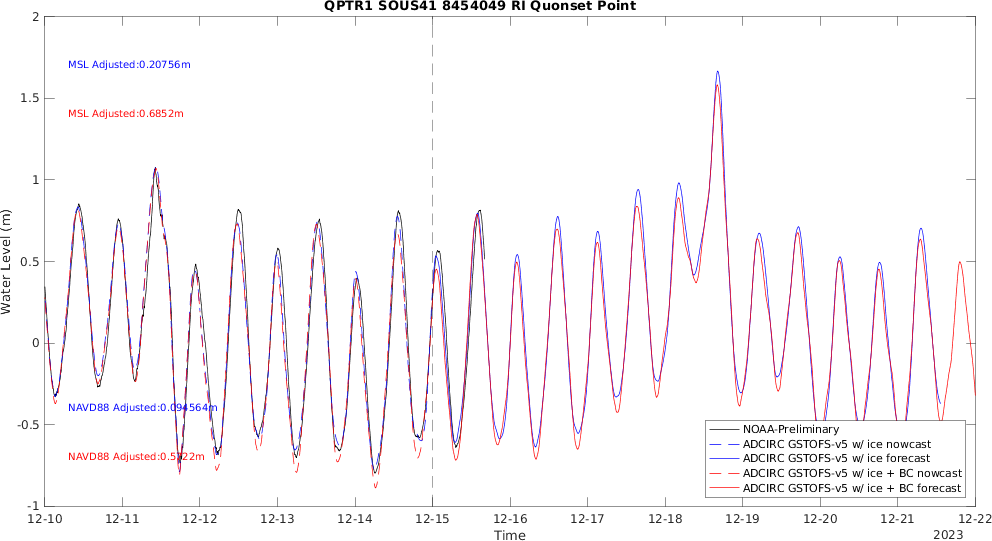 QPTR1 SOUS41 8454049 RI Quonset Point
2
1.5
1
0.5
0
-0.5
-1
Water Level (m)
MSL Adjusted:0.20756m
MSL Adjusted:0.6852m
NAVD88 Adjusted:0.094564m
NAVD88 Adjusted:0.5722m
NOAA-Preliminary
ADCIRC GSTOFS-v5 w/ ice nowcast
ADCIRC GSTOFS-v5 w/ ice forecast
ADCIRC GSTOFS-v5 w/ ice + BC nowcast
ADCIRC GSTOFS-v5 w/ ice + BC forecast
12-10 12-11 12-12 12-13 12-14 12-15 12-16 12-17 12-18 12-19 12-20 12-21 12-22
Time
2023